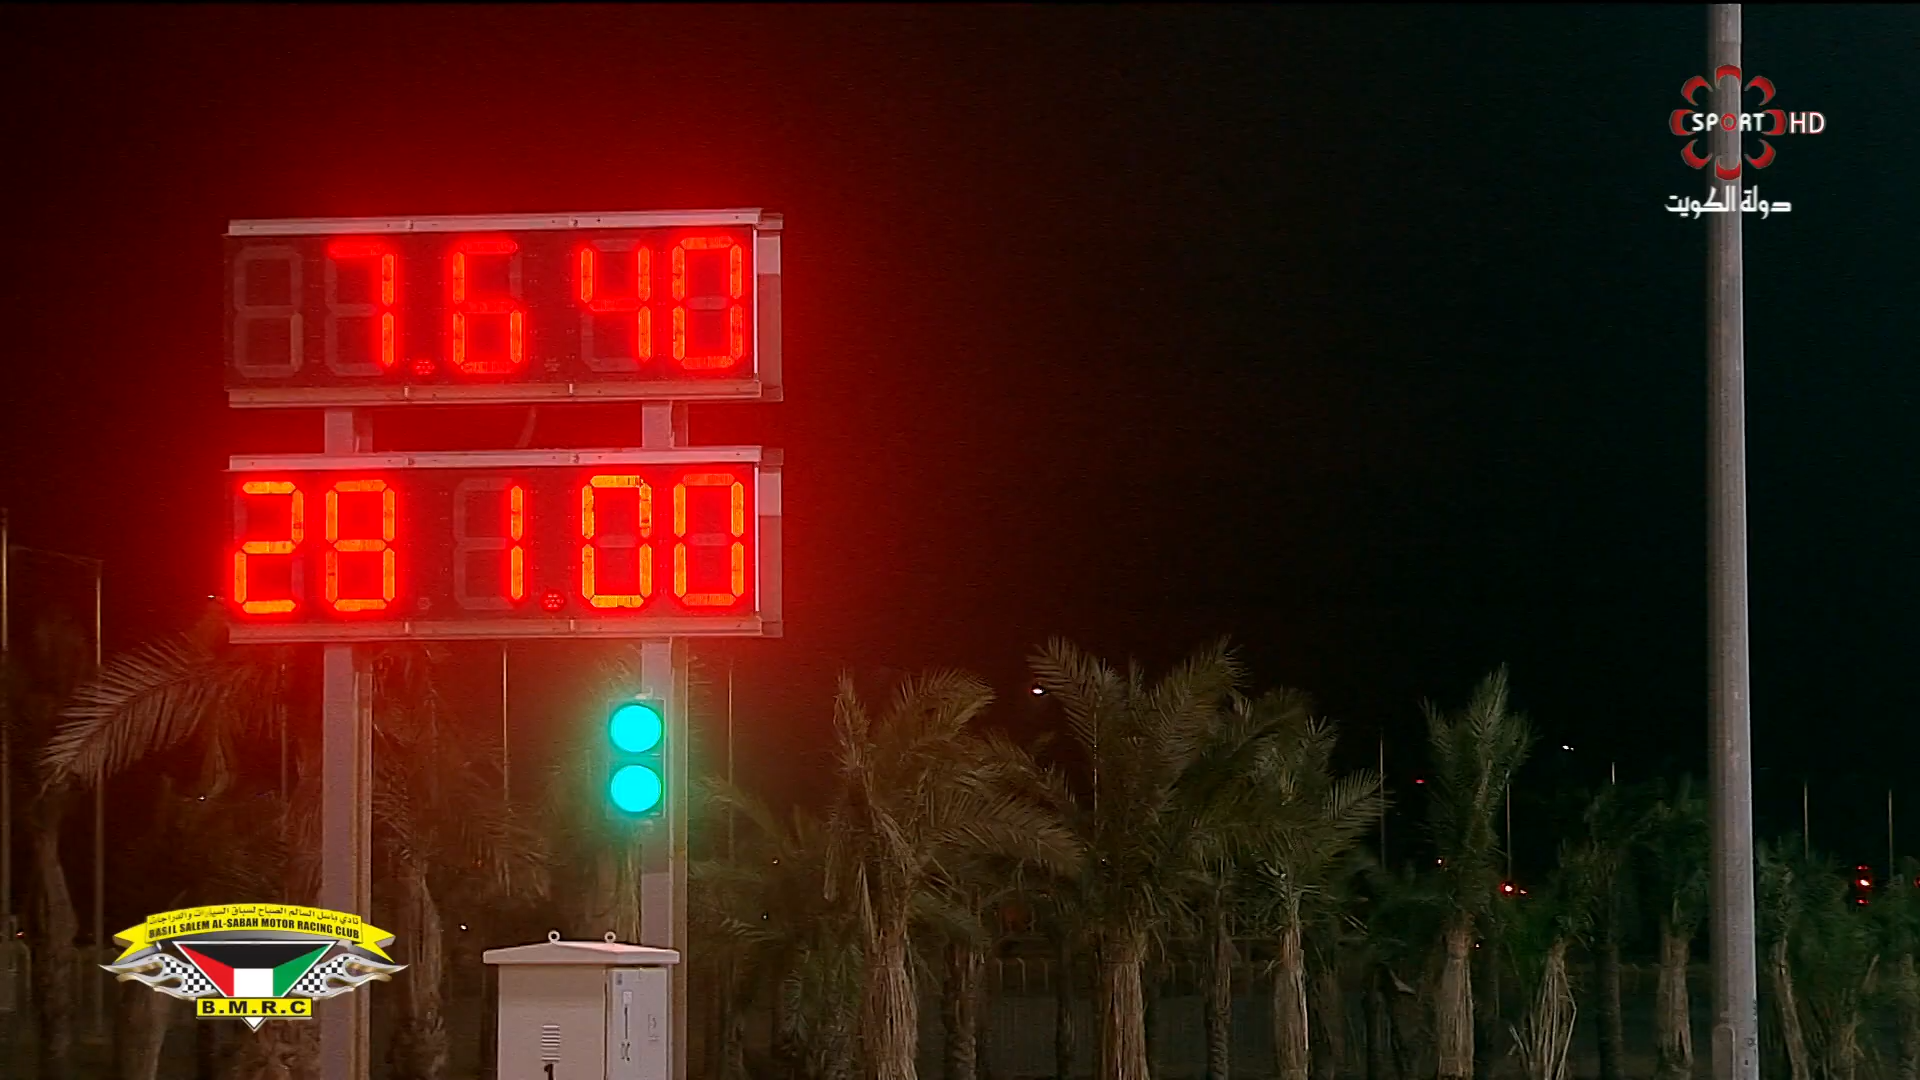 SPORT HD
دولة الكويت
7.640
281.00
نادي باسل السالم الصباح لسباق السيارات والدراجات
BASIL SALEM AL-SABAH MOTOR RACING CLUB
B.M.R.C